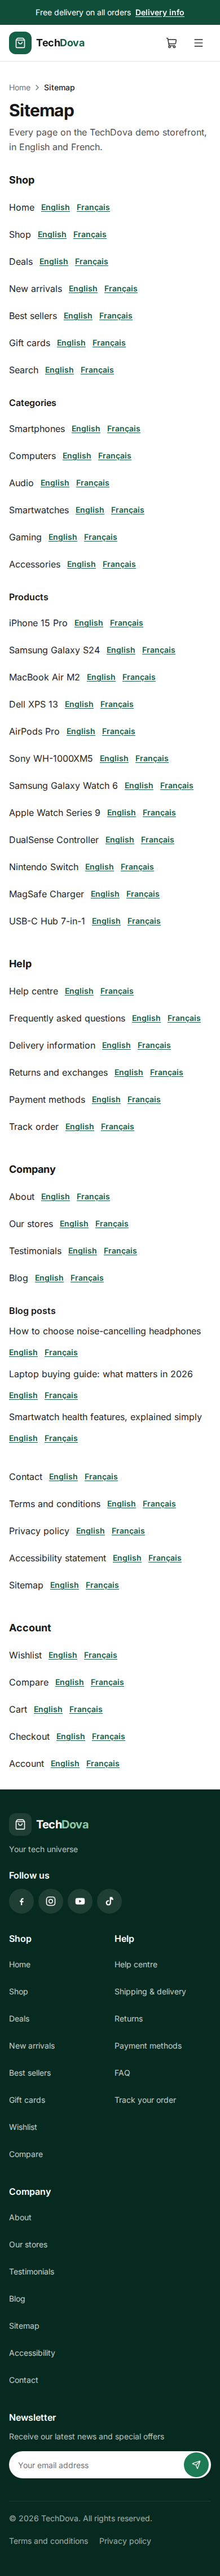 Free delivery on all orders Delivery info
TechDova
Home > Sitemap
Sitemap
Every page on the TechDova demo storefront,
in English and French.
Shop
Home English Français
Shop English Français
Deals English Français
New arrivals English Français
Best sellers English Français
Gift cards English Français
Search English Français
Categories
Smartphones English Français
Computers English Français
Audio English Français
Smartwatches English Français
Gaming English Français
Accessories English Français
Products
iPhone 15 Pro English Français
Samsung Galaxy S24 English Français
MacBook Air M2 English Français
Dell XPS 13 English Français
AirPods Pro English Français
Sony WH-1000XM5 English Français
Samsung Galaxy Watch 6 English Français
Apple Watch Series 9 English Français
DualSense Controller English Français
Nintendo Switch English Français
MagSafe Charger English Français
USB-C Hub 7-in-1 English Français
Help
Help centre English Français
Frequently asked questions English Français
Delivery information English Français
Returns and exchanges English Français
Payment methods English Français
Track order English Français
Company
About English Français
Our stores English Français
Testimonials English Français
Blog English Français
Blog posts
How to choose noise-cancelling headphones
English Français
Laptop buying guide: what matters in 2026
English Français
Smartwatch health features, explained simply
English Français
Contact English Français
Terms and conditions English Français
Privacy policy English Français
Accessibility statement English Français
Sitemap English Français
Account
Wishlist English Français
Compare English Français
Cart English Français
Checkout English Français
Account English Français
TechDova
Your tech universe
Follow us
Shop
Home
Shop
Deals
New arrivals
Best sellers
Gift cards
Wishlist
Compare
Help
Help centre
Shipping & delivery
Returns
Payment methods
FAQ
Track your order
Company
About
Our stores
Testimonials
Blog
Sitemap
Accessibility
Contact
Newsletter
Receive our latest news and special offers
Your email address
© 2026 TechDova. All rights reserved.
Terms and conditions Privacy policy